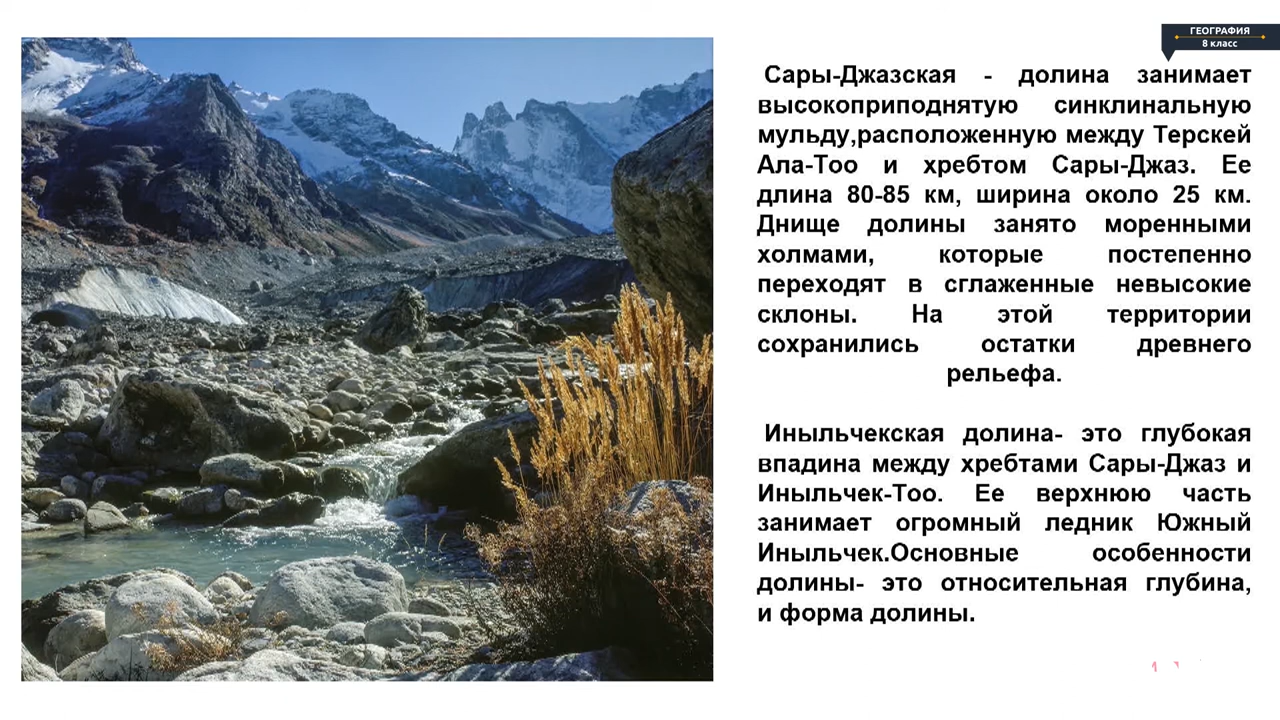 ГЕОГРАФИЯ
8 класс
Сары-Джазская - долина занимает
высокоприподнятую синклинальную
мульду,расположенную между Терскей
Ала-Тоо и хребтом Сары-Джаз. Ее
длина 80-85 км, ширина около 25 км.
Днище долины занято моренными
холмами, которые постепенно
переходят в сглаженные невысокие
склоны. На этой территории
сохранились остатки древнего
рельефа.
Иныльчекская долина- это глубокая
впадина между хребтами Сары-Джаз и
Иныльчек-Тоо. Ее верхнюю часть
занимает огромный ледник Южный
Иныльчек.Основные особенности
долины- это относительная глубина,
и форма долины.